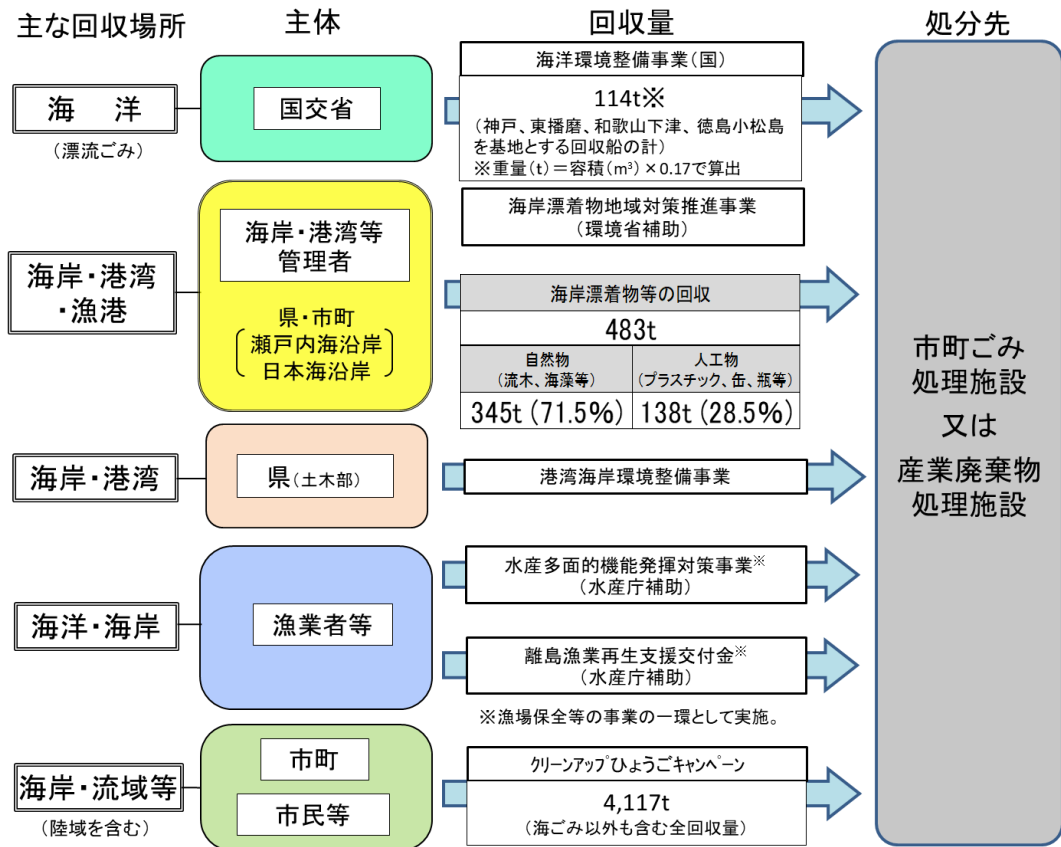 主な回収場所
主体
回収量
処分先
海　洋
(漂流ごみ)
国交省
海洋環境整備事業(国)
114t※
(神戸、東播磨、和歌山下津、徳島小松島
を基地とする回収船の計)
※重量(t)＝容積(m³)×0.17で算出
海岸・港湾
・漁港
海岸・港湾等
管理者
県・市町
瀬戸内海沿岸
日本海沿岸
海岸漂着物地域対策推進事業
(環境省補助)
海岸漂着物等の回収
483t
自然物
(流木、海藻等)
人工物
(プラスチック、缶、瓶等)
345t (71.5%)
138t (28.5%)
海岸・港湾
県(土木部)
港湾海岸環境整備事業
海洋・海岸
漁業者等
水産多面的機能発揮対策事業※
(水産庁補助)
離島漁業再生支援交付金※
(水産庁補助)
※漁場保全等の事業の一環として実施。
海岸・流域等
(陸域を含む)
市町
市民等
クリーンアップひょうごキャンペーン
4,117t
(海ごみ以外も含む全回収量)
市町ごみ
処理施設
又は
産業廃棄物
処理施設